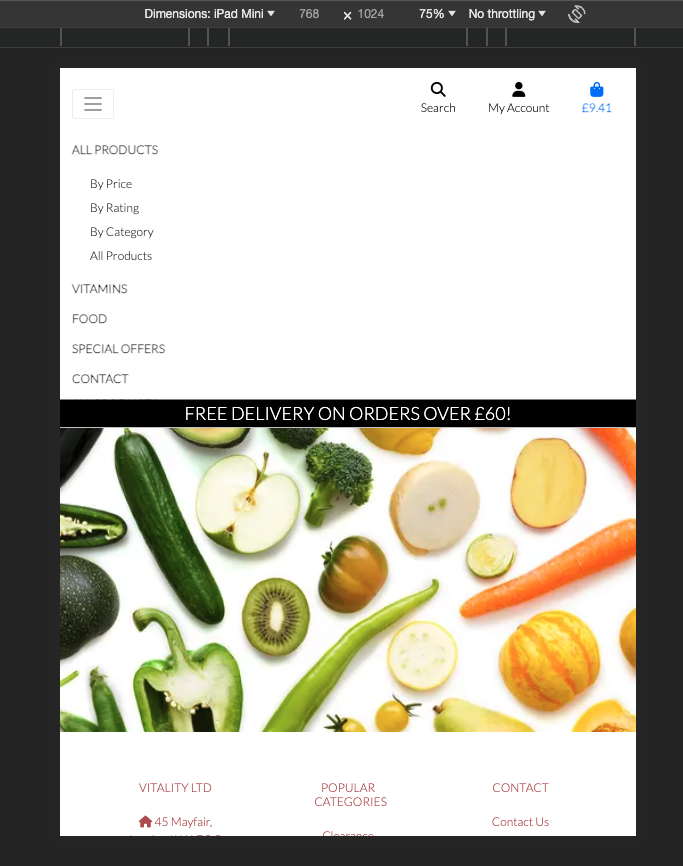 Dimensions: iPad Mini 768 × 1024 75% No throttling
Search My Account £9.41
ALL PRODUCTS
By Price
By Rating
By Category
All Products
VITAMINS
FOOD
SPECIAL OFFERS
CONTACT
FREE DELIVERY ON ORDERS OVER £60!
VITALITY LTD POPULAR CONTACT
CATEGORIES
45 Mayfair, Contact Us
Clearance